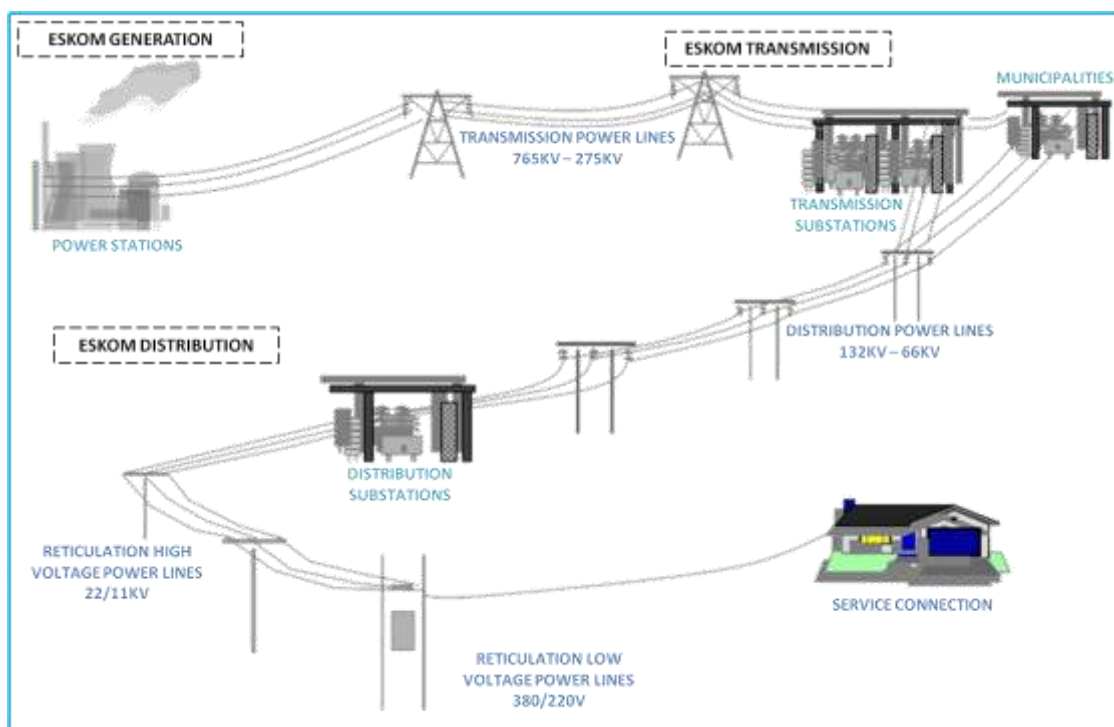 ESKOM GENERATION
ESKOM TRANSMISSION
MUNICIPALITIES
TRANSMISSION POWER LINES
765KV – 275KV
TRANSMISSION
SUBSTATIONS
POWER STATIONS
DISTRIBUTION POWER LINES
132KV – 66KV
ESKOM DISTRIBUTION
DISTRIBUTION
SUBSTATIONS
RETICULATION HIGH
VOLTAGE POWER LINES
22/11KV
SERVICE CONNECTION
RETICULATION LOW
VOLTAGE POWER LINES
380/220V